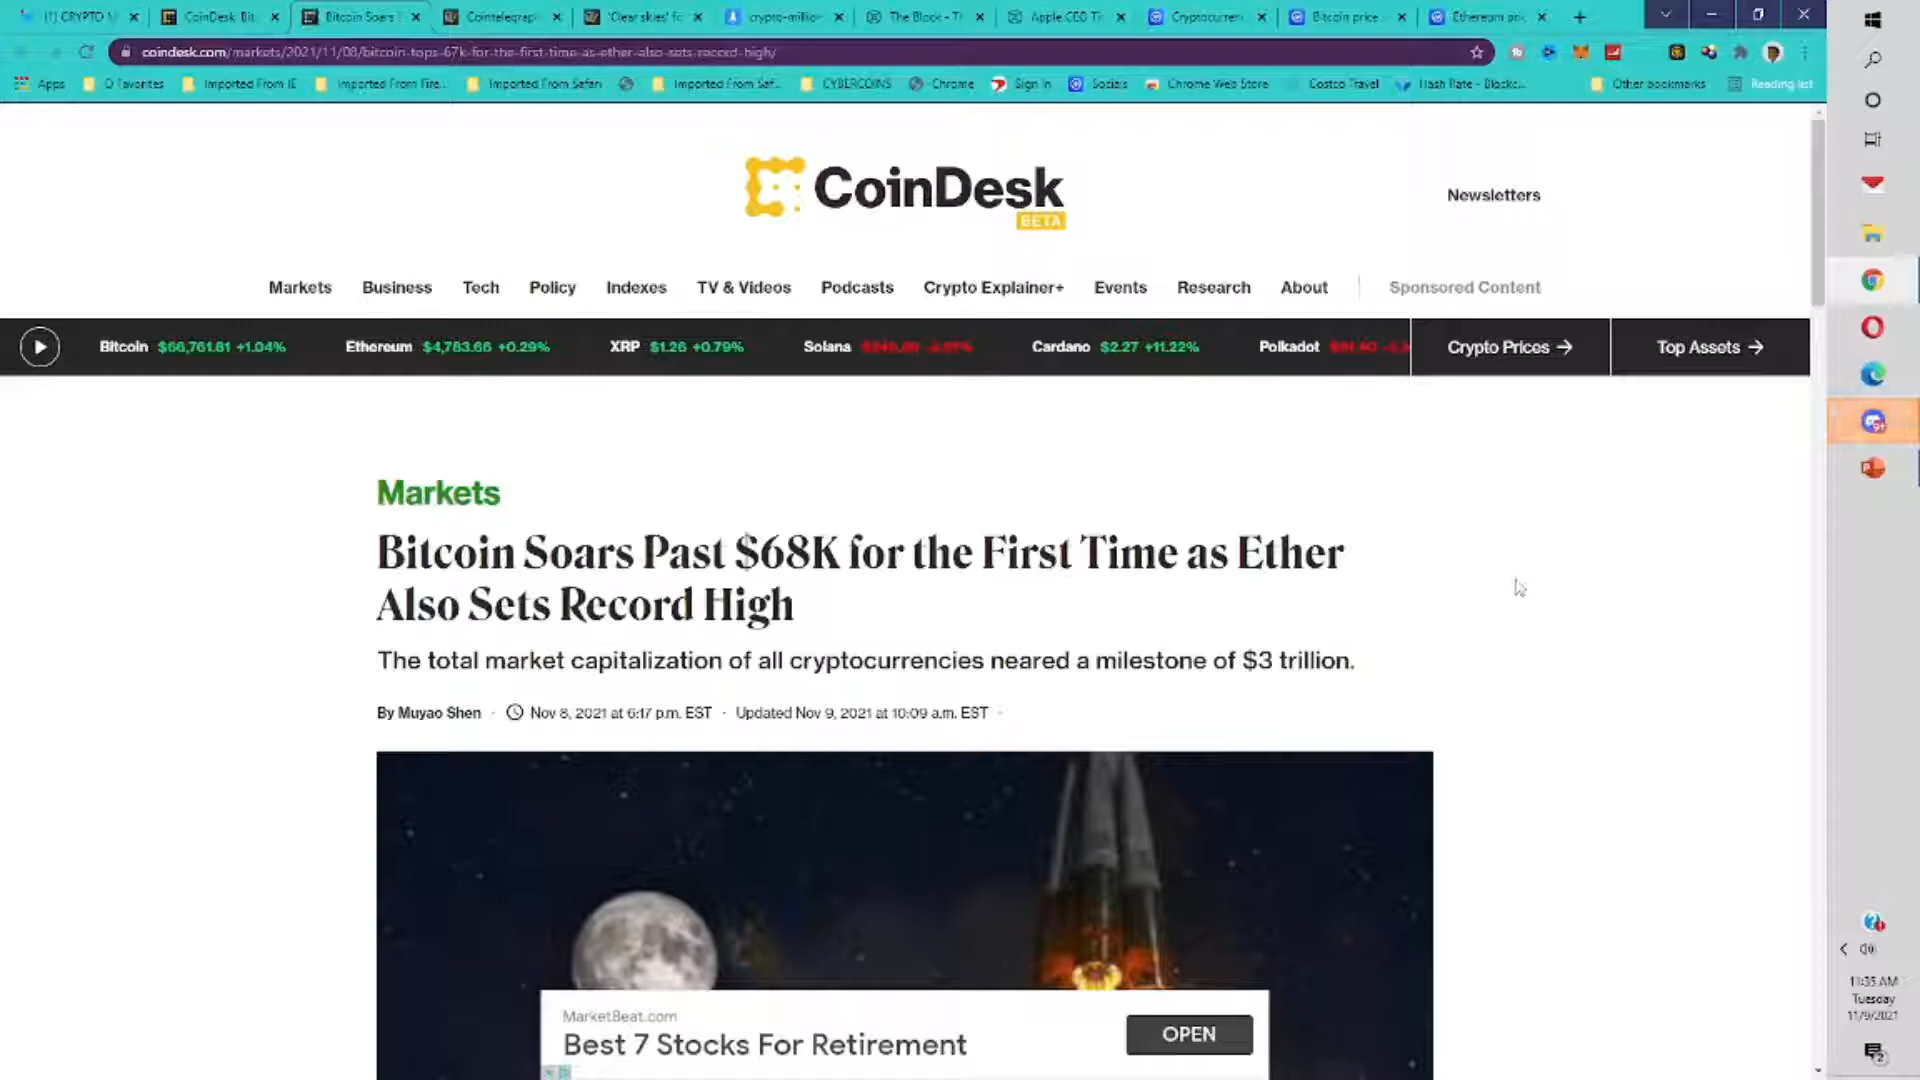 (1) CRYPTO
CoinDesk: Bit
Bitcoin Soars
Cointelegrap
'Clear skies' fo
crypto-millio
The Block - T
Apple CEO Ti
Cryptocurren
Bitcoin price
Ethereum pri
coindesk.com/markets/2021/11/08/bitcoin-tops-67k-for-the-first-time-as-ether-also-sets-record-high/
Apps
O Favorites
Imported From IE
Imported From Fire...
Imported From Safari
Imported From Saf...
CYBERCOINS
Chrome
Sign In
Socials
Chrome Web Store
Costco Travel
Hash Rate - Blockc...
Other bookmarks
Reading list
CoinDesk
BETA
Newsletters
Markets Business Tech Policy Indexes TV & Videos Podcasts Crypto Explainer+ Events Research About Sponsored Content
Bitcoin $66,761.81 +1.04% Ethereum $4,783.66 +0.29% XRP $1.26 +0.79% Solana Cardano $2.27 +11.22% Polkadot Crypto Prices → Top Assets →
Markets
Bitcoin Soars Past $68K for the First Time as Ether
Also Sets Record High
The total market capitalization of all cryptocurrencies neared a milestone of $3 trillion.
By Muyao Shen · Nov 8, 2021 at 6:17 p.m. EST · Updated Nov 9, 2021 at 10:09 a.m. EST
MarketBeat.com
Best 7 Stocks For Retirement
OPEN
11:35 AM
Tuesday
11/9/2021